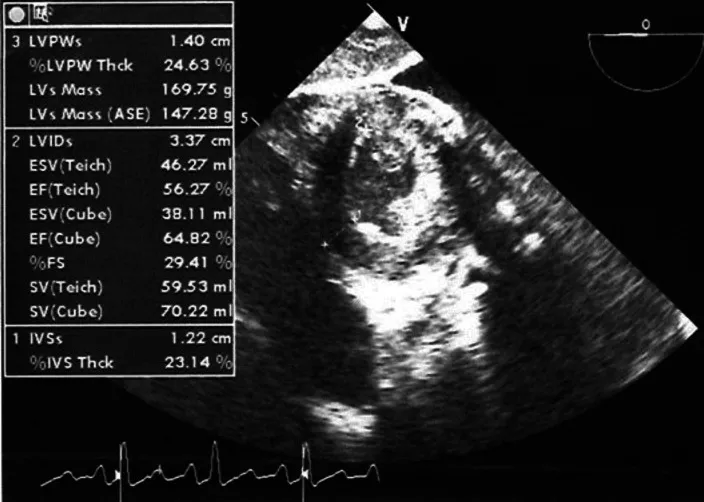 3 LVPWs 1.40 cm
%LVPW Thck 24.63 %
LVs Mass 169.75 g
LVs Mass (ASE) 147.28 g
2 LVIDs 3.37 cm
ESV(Teich) 46.27 ml
EF(Teich) 56.27 %
ESV(Cube) 38.11 ml
EF(Cube) 64.82 %
%FS 29.41 %
SV(Teich) 59.53 ml
SV(Cube) 70.22 ml
1 IVSs 1.22 cm
%IVS Thck 23.14 %
V
0
5